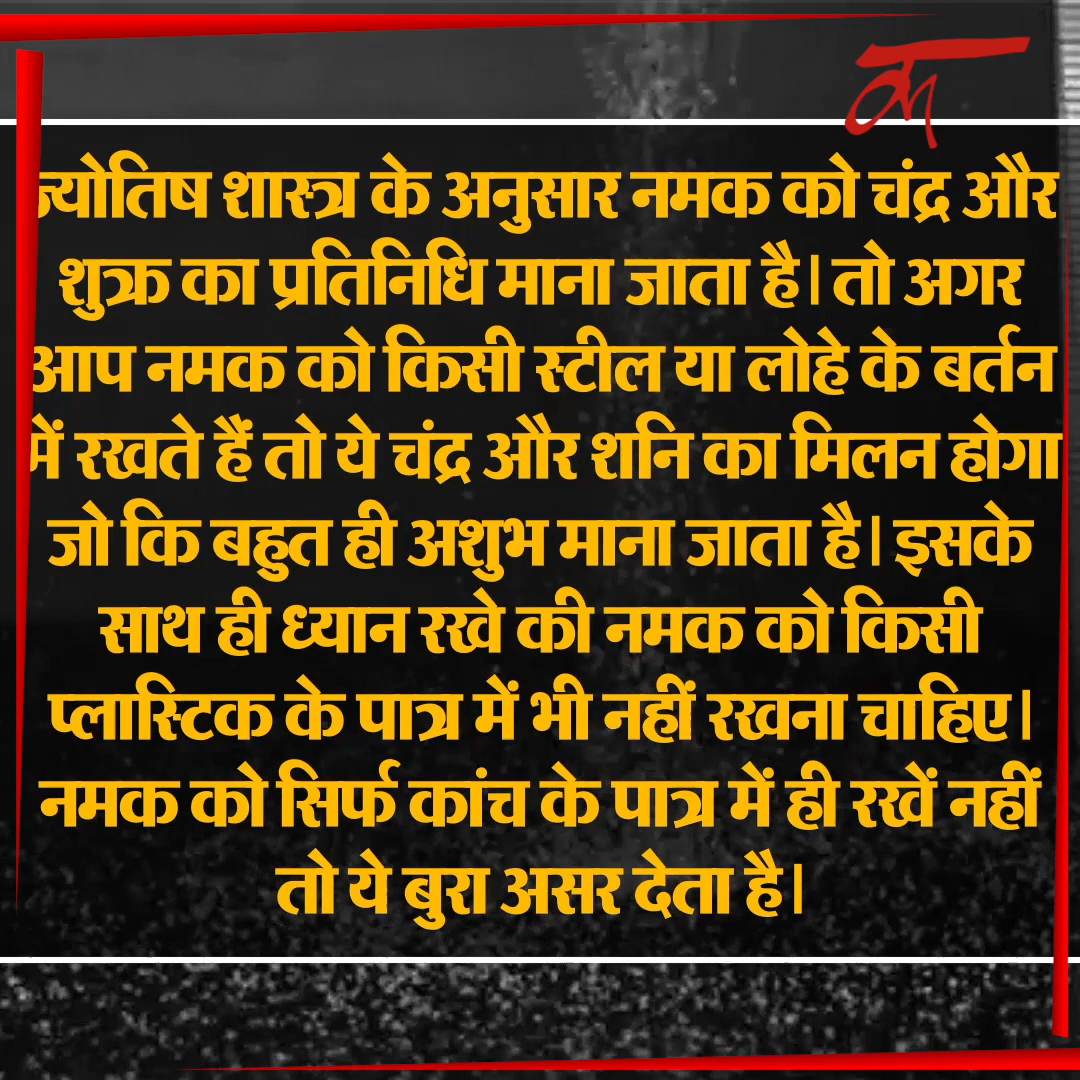 क
ज्योतिष शास्त्र के अनुसार नमक को चंद्र और
शुक्र का प्रतिनिधि माना जाता है। तो अगर
आप नमक को किसी स्टील या लोहे के बर्तन
में रखते हैं तो ये चंद्र और शनि का मिलन होगा
जो कि बहुत ही अशुभ माना जाता है। इसके
साथ ही ध्यान रखे की नमक को किसी
प्लास्टिक के पात्र में भी नहीं रखना चाहिए।
नमक को सिर्फ कांच के पात्र में ही रखें नहीं
तो ये बुरा असर देता है।